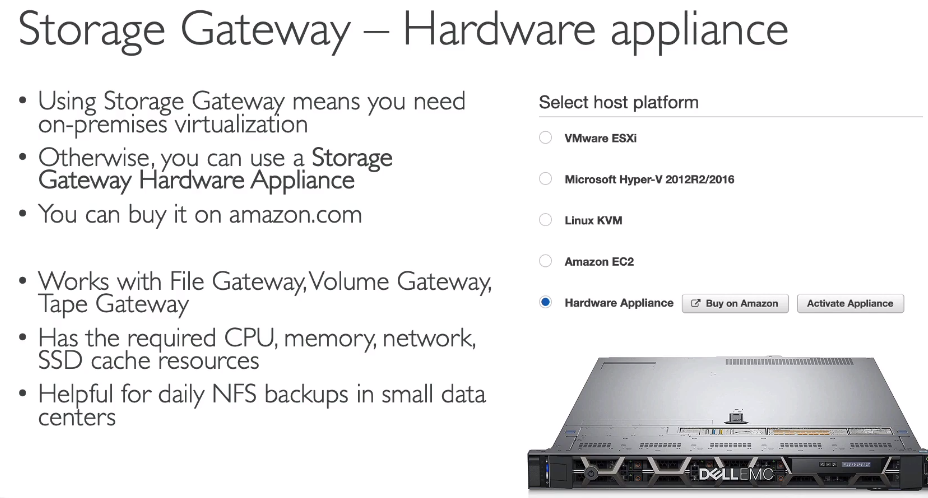 Storage Gateway – Hardware appliance
• Using Storage Gateway means you need
on-premises virtualization
• Otherwise, you can use a Storage
Gateway Hardware Appliance
• You can buy it on amazon.com
• Works with File Gateway, Volume Gateway,
Tape Gateway
• Has the required CPU, memory, network,
SSD cache resources
• Helpful for daily NFS backups in small data
centers
Select host platform
VMware ESXi
Microsoft Hyper-V 2012R2/2016
Linux KVM
Amazon EC2
Hardware Appliance Buy on Amazon Activate Appliance
DELLEMC